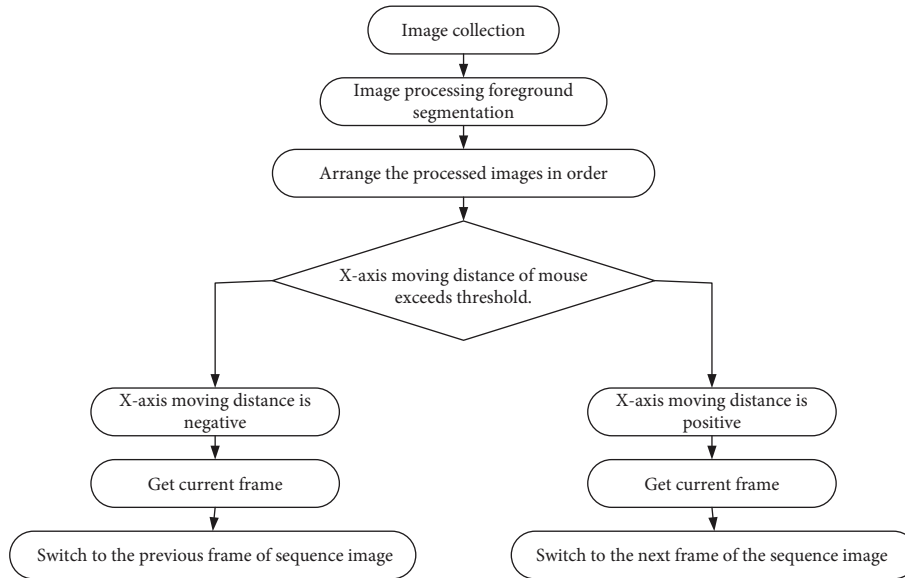 Image collection
Image processing foreground
segmentation
Arrange the processed images in order
X-axis moving distance of mouse
exceeds threshold.
X-axis moving distance is
negative
X-axis moving distance is
positive
Get current frame
Get current frame
Switch to the previous frame of sequence image
Switch to the next frame of the sequence image